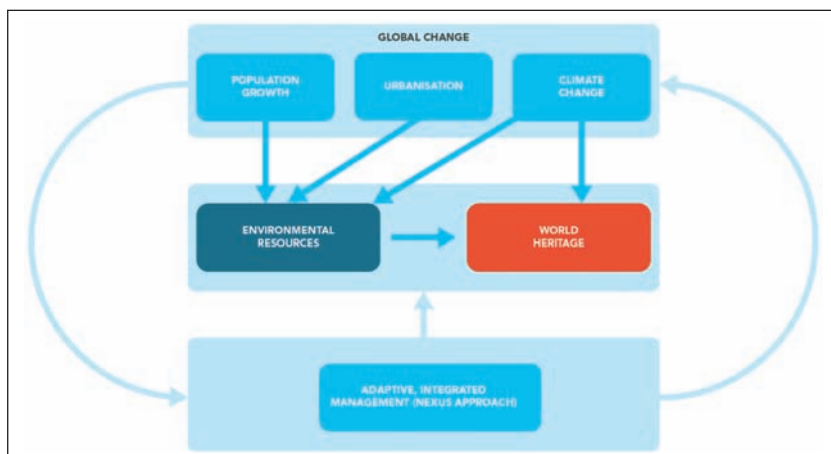 GLOBAL CHANGE
POPULATION
GROWTH
URBANISATION
CLIMATE
CHANGE
ENVIRONMENTAL
RESOURCES
WORLD
HERITAGE
ADAPTIVE, INTEGRATED
MANAGEMENT (NEXUS APPROACH)